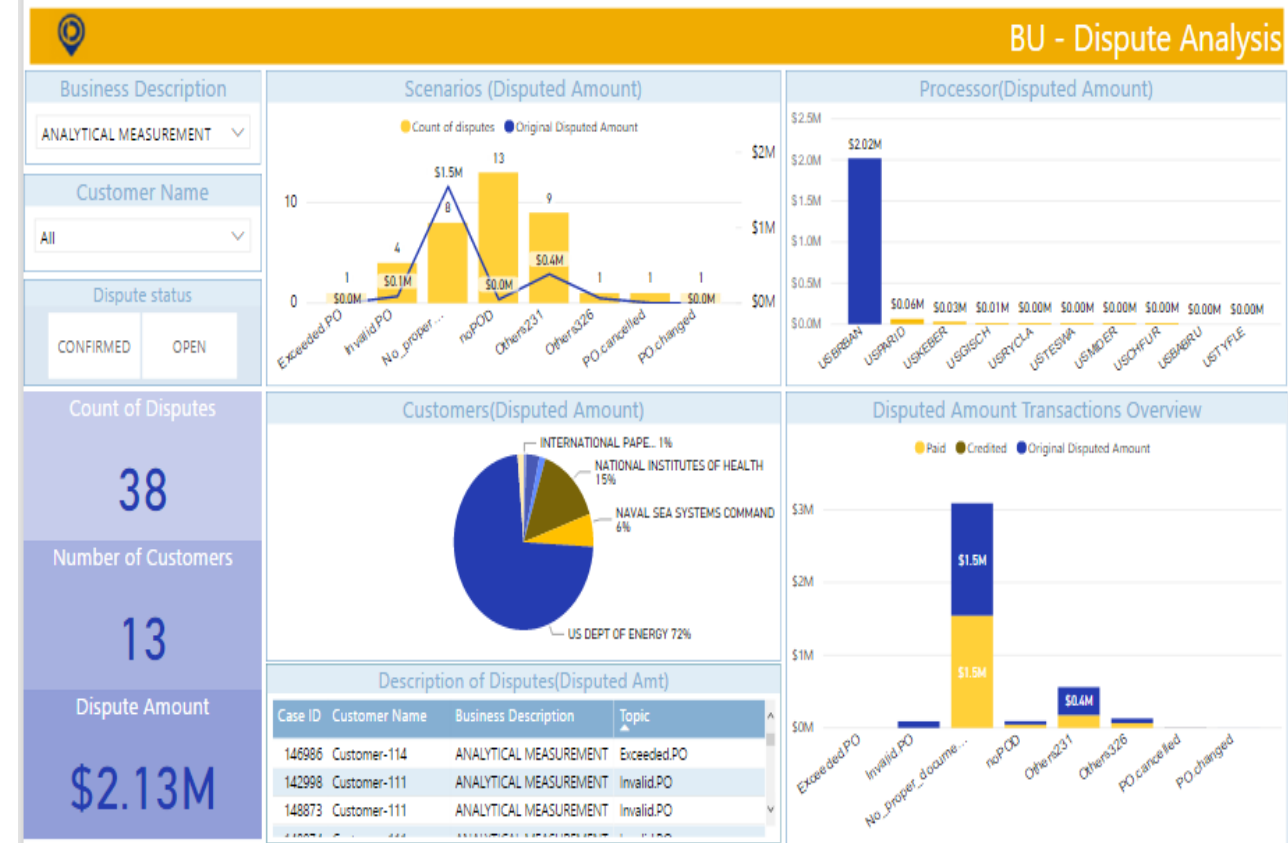 BU - Dispute Analysis
Business Description
ANALYTICAL MEASUREMENT
Customer Name
All
Dispute status
CONFIRMED OPEN
Count of Disputes
38
Number of Customers
13
Dispute Amount
$2.13M
Scenarios (Disputed Amount)
Count of disputes Original Disputed Amount
10
0
$2M
$1M
$0M
1
4
8
13
9
1
1
1
$0.0M
$0.1M
$1.5M
$0.0M
$0.4M
$0.0M
Exceeded.PO
Invalid.PO
No_proper...
noPOD
Others231
Others326
PO.cancelled
PO.changed
Processor(Disputed Amount)
$2.5M
$2.0M
$1.5M
$1.0M
$0.5M
$0.0M
$2.02M
$0.06M
$0.03M
$0.01M
$0.00M
$0.00M
$0.00M
$0.00M
$0.00M
$0.00M
USBRBAN
USPARID
USKEBER
USGISCH
USRYCLA
USTESWA
USMIDER
USCHFUR
USBABRU
USTYFLE
Customers(Disputed Amount)
INTERNATIONAL PAPE... 1%
NATIONAL INSTITUTES OF HEALTH
15%
NAVAL SEA SYSTEMS COMMAND
6%
US DEPT OF ENERGY 72%
Description of Disputes(Disputed Amt)
Case ID Customer Name Business Description Topic
146986 Customer-114 ANALYTICAL MEASUREMENT Exceeded.PO
142998 Customer-111 ANALYTICAL MEASUREMENT Invalid.PO
148873 Customer-111 ANALYTICAL MEASUREMENT Invalid.PO
Disputed Amount Transactions Overview
Paid Credited Original Disputed Amount
$3M
$2M
$1M
$0M
$1.5M
$1.5M
$0.4M
Exceeded.PO
Invalid.PO
No_proper_docume...
noPOD
Others231
Others326
PO.cancelled
PO.changed